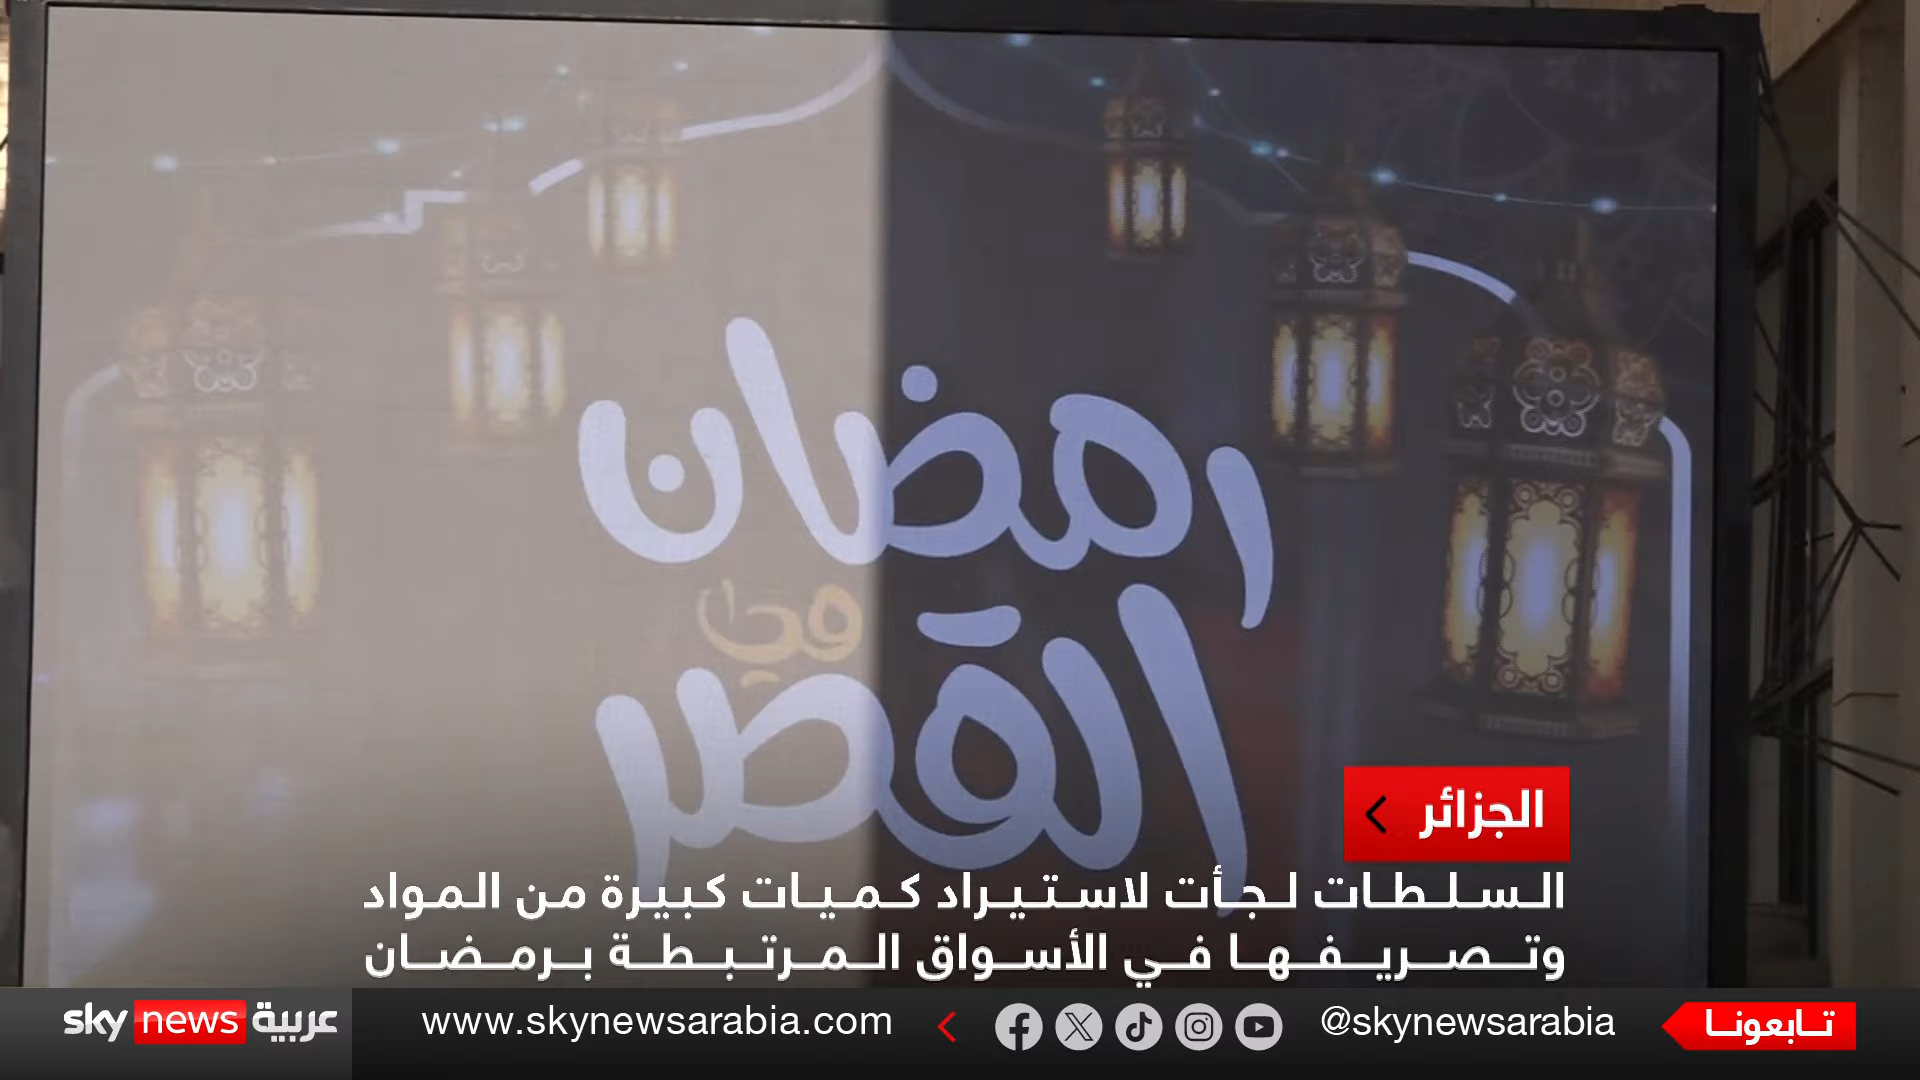 رمضان
في
القصر
الجزائر
السلطات لجأت لاستيراد كميات كبيرة من المواد
وتصريفها في الأسواق المرتبطة برمضان
sky news عربية
www.skynewsarabia.com
@skynewsarabia
تابعونا